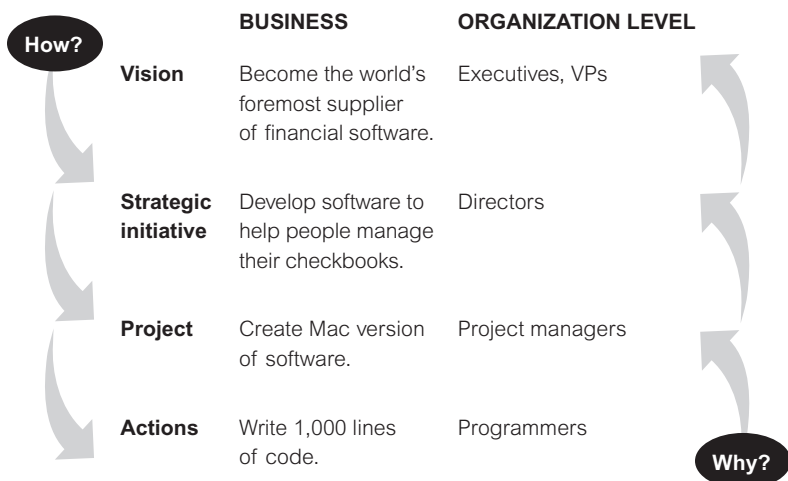 How?
BUSINESS
ORGANIZATION LEVEL
Vision
Become the world's
foremost supplier
of financial software.
Executives, VPs
Strategic
initiative
Develop software to
help people manage
their checkbooks.
Directors
Project
Create Mac version
of software.
Project managers
Actions
Write 1,000 lines
of code.
Programmers
Why?